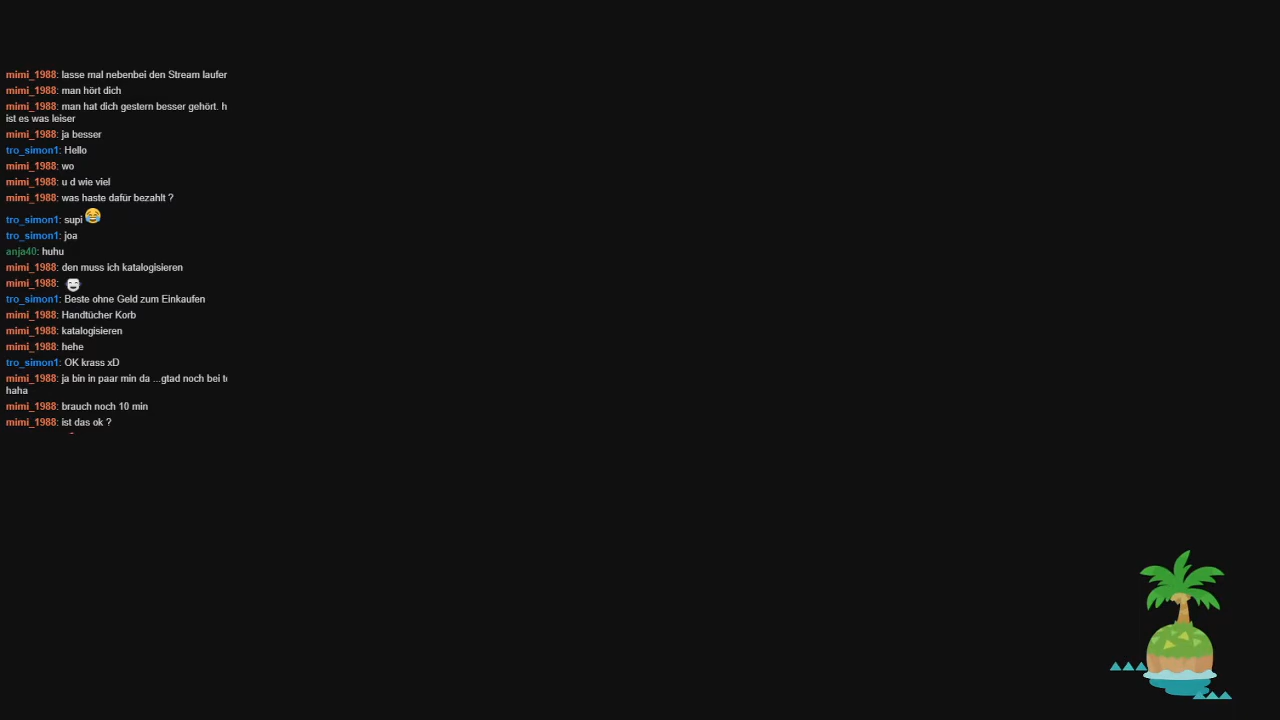 mimi_1988: lasse mal nebenbei den Stream laufen
mimi_1988: man hört dich
mimi_1988: man hat dich gestern besser gehört. h
ist es was leiser
mimi_1988: ja besser
tro_simon1: Hello
mimi_1988: wo
mimi_1988: u d wie viel
mimi_1988: was haste dafür bezahlt ?
tro_simon1: supi 😂
tro_simon1: joa
anja40: huhu
mimi_1988: den muss ich katalogisieren
mimi_1988:
tro_simon1: Beste ohne Geld zum Einkaufen
mimi_1988: Handtücher Korb
mimi_1988: katalogisieren
mimi_1988: hehe
tro_simon1: OK krass xD
mimi_1988: ja bin in paar min da ...gtad noch bei
haha
mimi_1988: brauch noch 10 min
mimi_1988: ist das ok ?